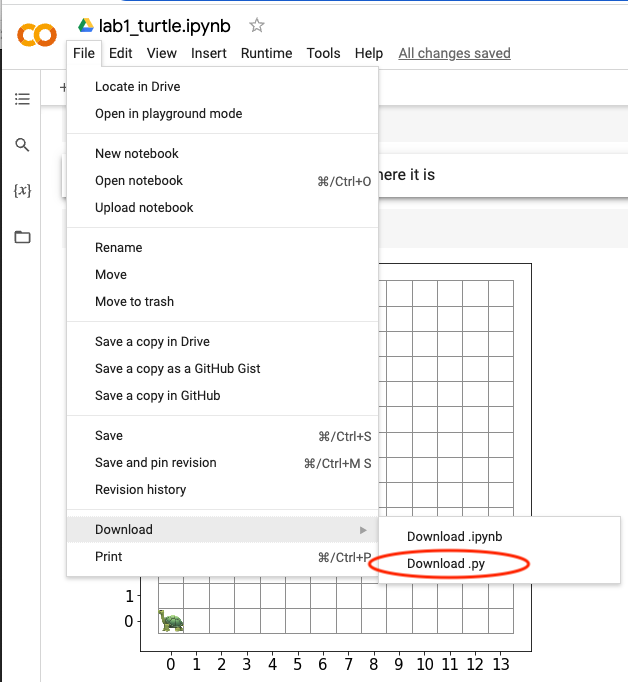 lab1_turtle.ipynb
File Edit View Insert Runtime Tools Help All changes saved
Locate in Drive
Open in playground mode
New notebook
Open notebook ⌘/Ctrl+O
here it is
Upload notebook
Rename
Move
Move to trash
Save a copy in Drive
Save a copy as a GitHub Gist
Save a copy in GitHub
Save ⌘/Ctrl+S
Save and pin revision ⌘/Ctrl+M S
Revision history
Download
Download .ipynb
Print ⌘/Ctrl+P
Download .py
1
0
0 1 2 3 4 5 6 7 8 9 10 11 12 13
{x}